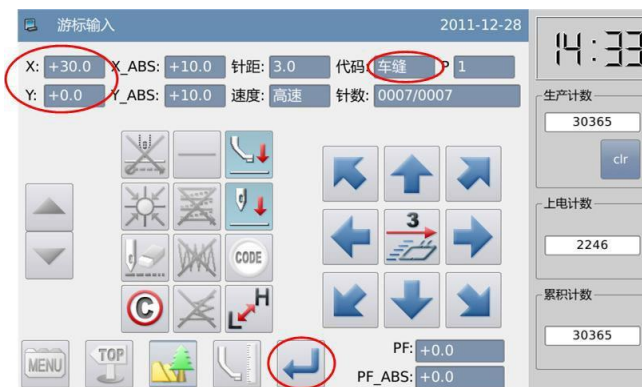 游标输入 2011-12-28
X: +30.0 X_ABS: +10.0 针距: 3.0 代码: 车缝 P 1
Y: +0.0 Y_ABS: +10.0 速度: 高速 针数: 0007/0007
14:33
生产计数
30365
clr
上电计数
2246
累积计数
30365
3
CODE
C
H
MENU TOP
PF: +0.0
PF_ABS: +0.0